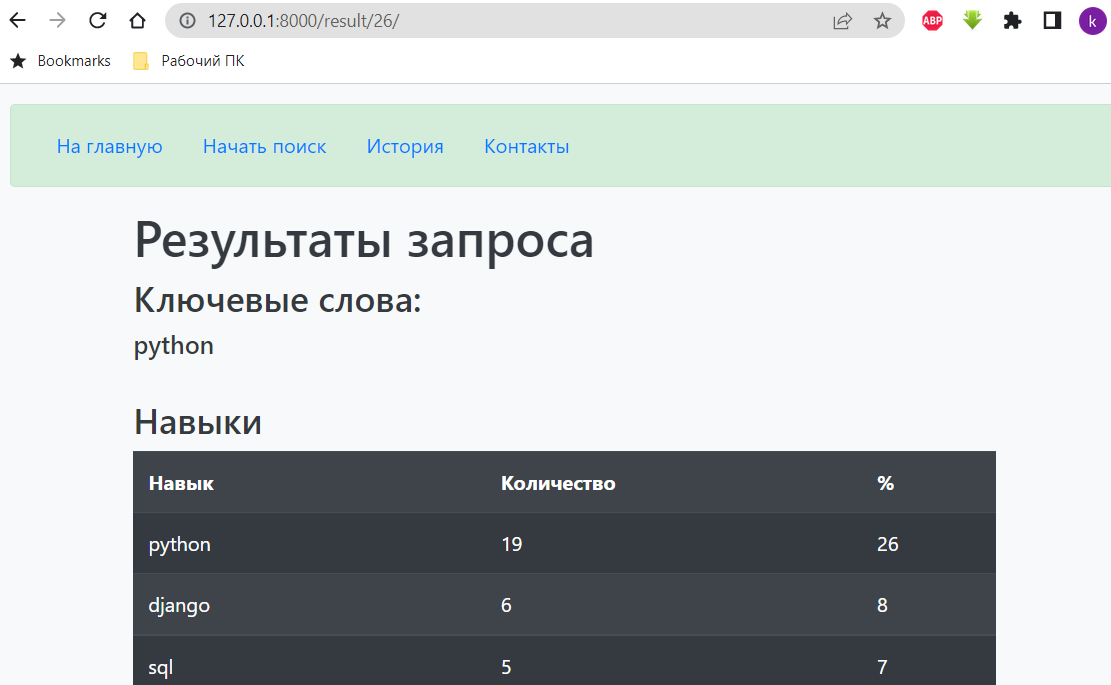 127.0.0.1:8000/result/26/
ABP
k
Bookmarks
Рабочий ПК
На главную Начать поиск История Контакты
Результаты запроса
Ключевые слова:
python
Навыки
Навык Количество %
python 19 26
django 6 8
sql 5 7